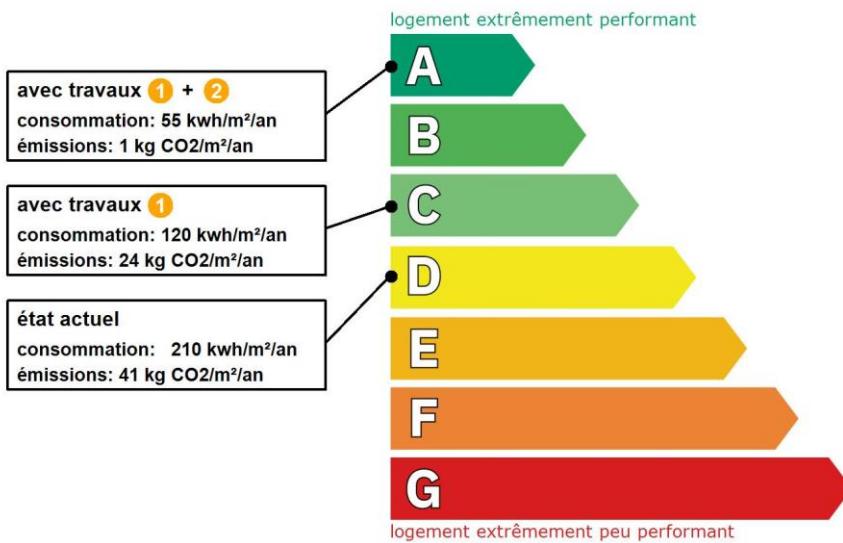 logement extrêmement performant
avec travaux 1 + 2
consommation: 55 kwh/m²/an
émissions: 1 kg CO2/m²/an
avec travaux 1
consommation: 120 kwh/m²/an
émissions: 24 kg CO2/m²/an
état actuel
consommation: 210 kwh/m²/an
émissions: 41 kg CO2/m²/an
A
B
C
D
E
F
G
logement extrêmement peu performant